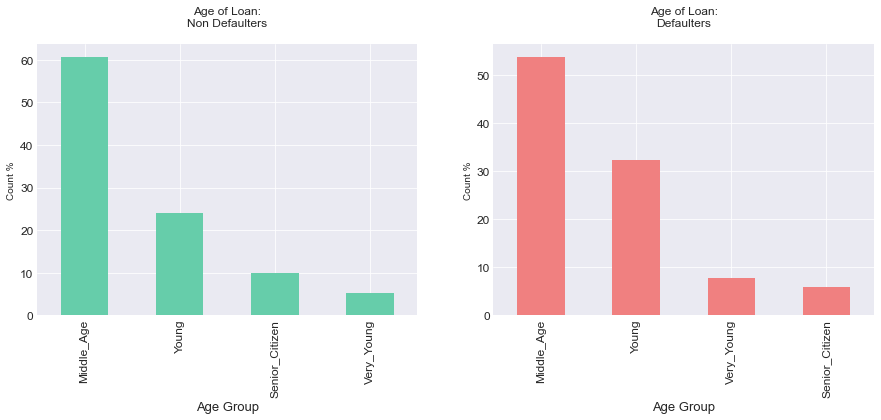 Age of Loan:
Non Defaulters
Count %
60
50
40
30
20
10
0
Middle_Age
Young
Senior_Citizen
Very_Young
Age Group
Age of Loan:
Defaulters
Count %
50
40
30
20
10
0
Middle_Age
Young
Very_Young
Senior_Citizen
Age Group